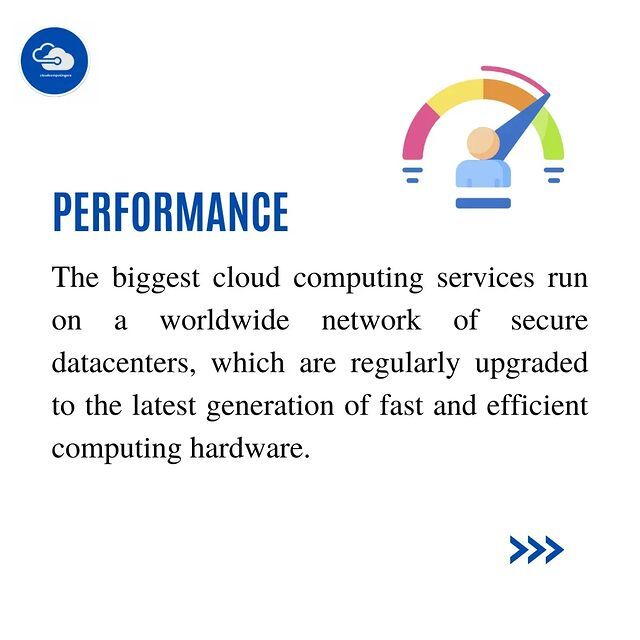 cloudcomputingera
PERFORMANCE
The biggest cloud computing services run
on a worldwide network of secure
datacenters, which are regularly upgraded
to the latest generation of fast and efficient
computing hardware.